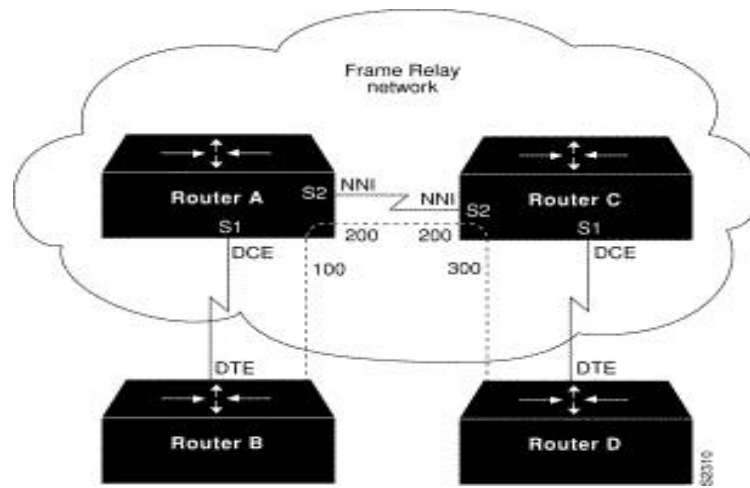 Frame Relay
network
Router A
S2
NNI
NNI
S2
Router C
S1
DCE
200
200
S1
DCE
100
300
DTE
DTE
Router B
Router D
S2310